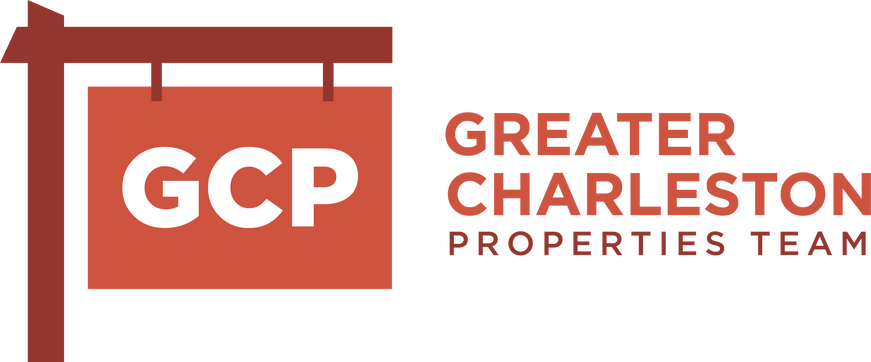 GCP
GREATER
CHARLESTON
PROPERTIES TEAM